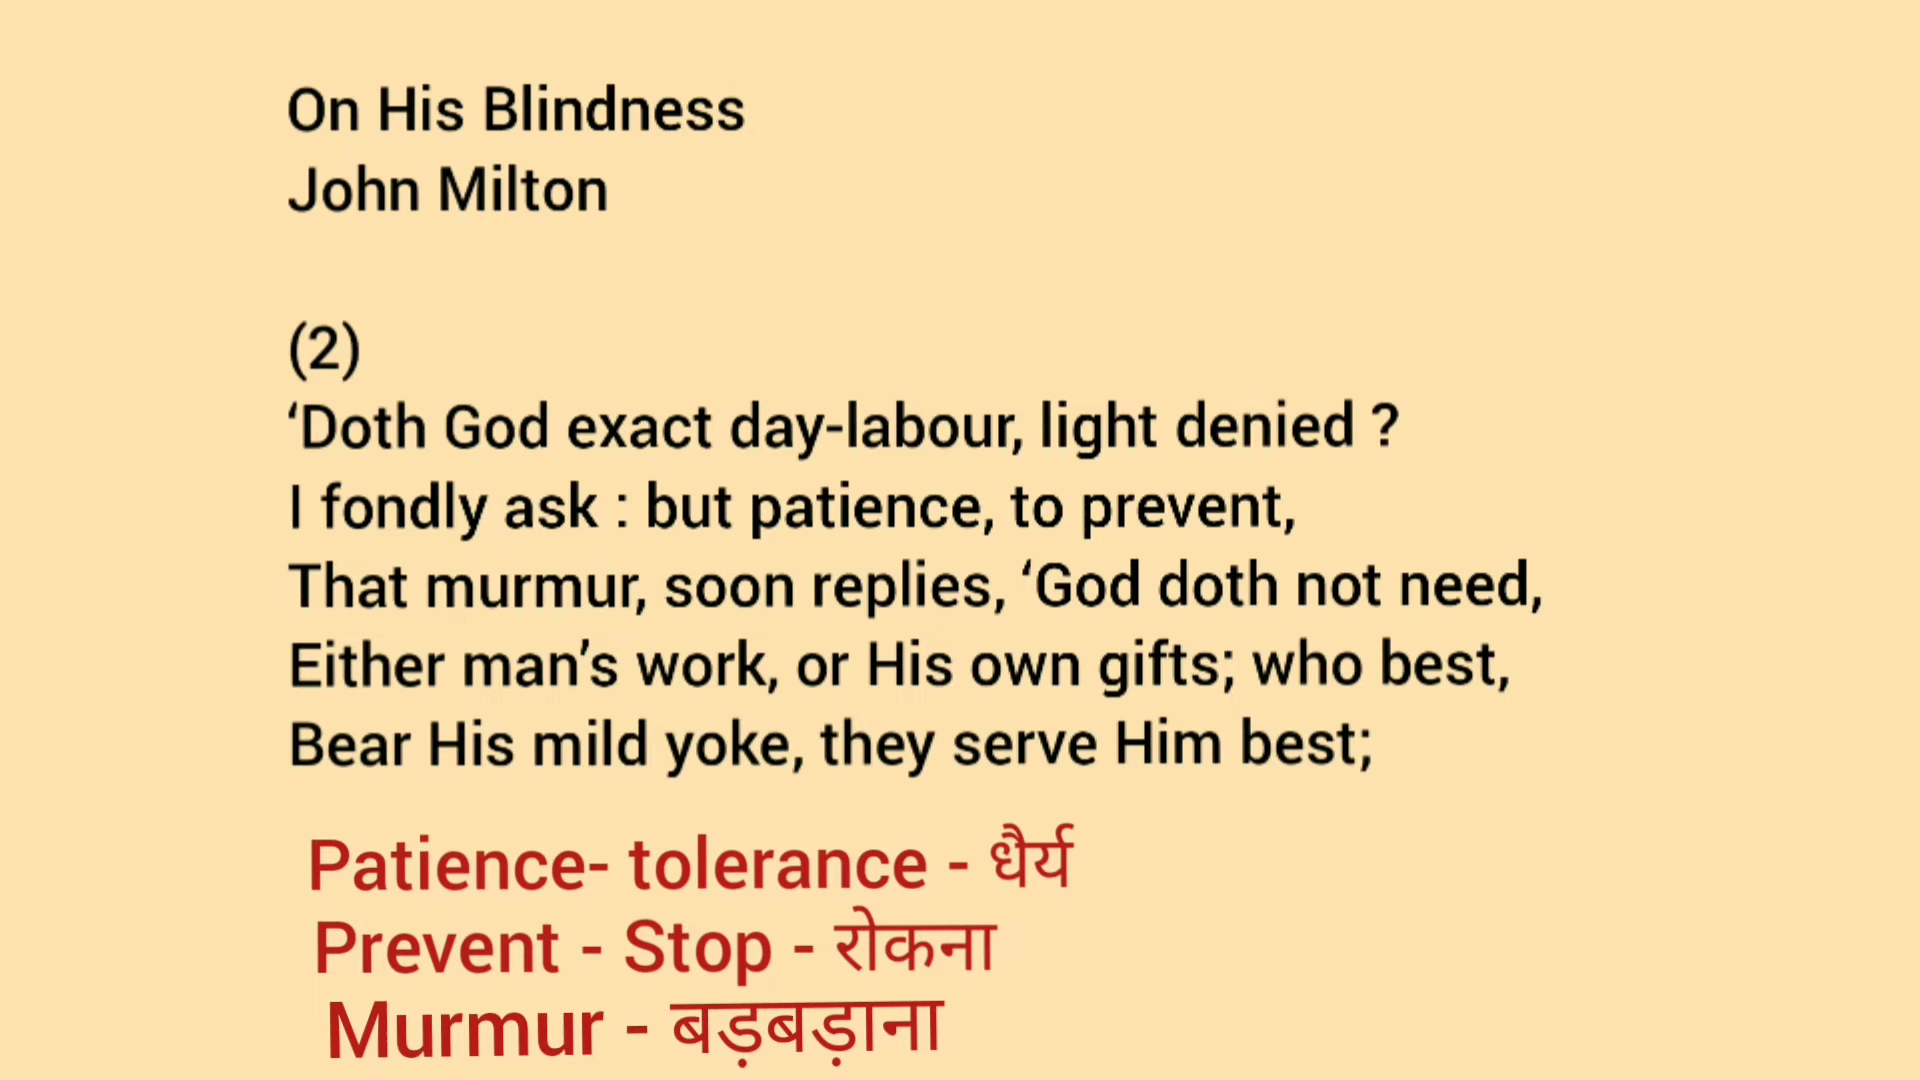 On His Blindness
John Milton
(2)
‘Doth God exact day-labour, light denied ?
I fondly ask : but patience, to prevent,
That murmur, soon replies, ‘God doth not need,
Either man’s work, or His own gifts; who best,
Bear His mild yoke, they serve Him best;
Patience- tolerance - धैर्य
Prevent - Stop - रोकना
Murmur - बड़बड़ाना